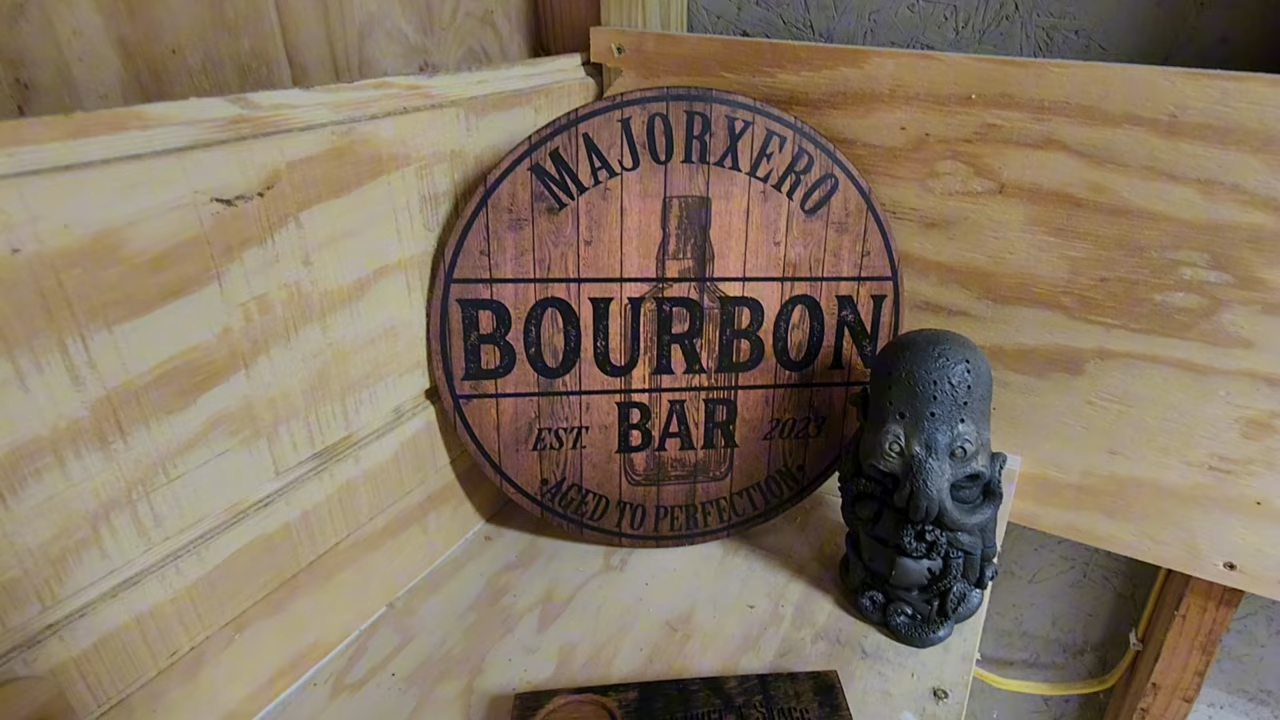 MAJORXERO
BOURBON
BAR
EST. 2023
·AGED TO PERFECTION·